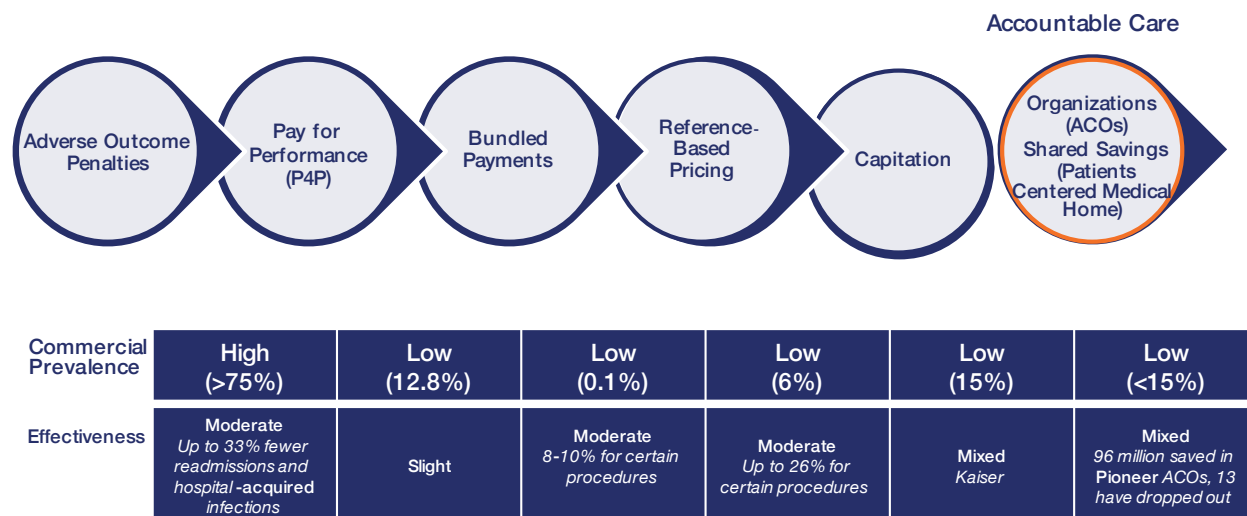 Accountable Care
Adverse Outcome
Penalties
Pay for
Performance
(P4P)
Bundled
Payments
Reference-
Based
Pricing
Capitation
Organizations
(ACOs)
Shared Savings
(Patients
Centered Medical
Home)
Commercial
Prevalence
High
(>75%)
Low
(12.8%)
Low
(0.1%)
Low
(6%)
Low
(15%)
Low
(<15%)
Effectiveness
Moderate
Up to 33% fewer
readmissions and
hospital -acquired
infections
Slight
Moderate
8-10% for certain
procedures
Moderate
Up to 26% for
certain procedures
Mixed
Kaiser
Mixed
96 million saved in
Pioneer ACOs, 13
have dropped out